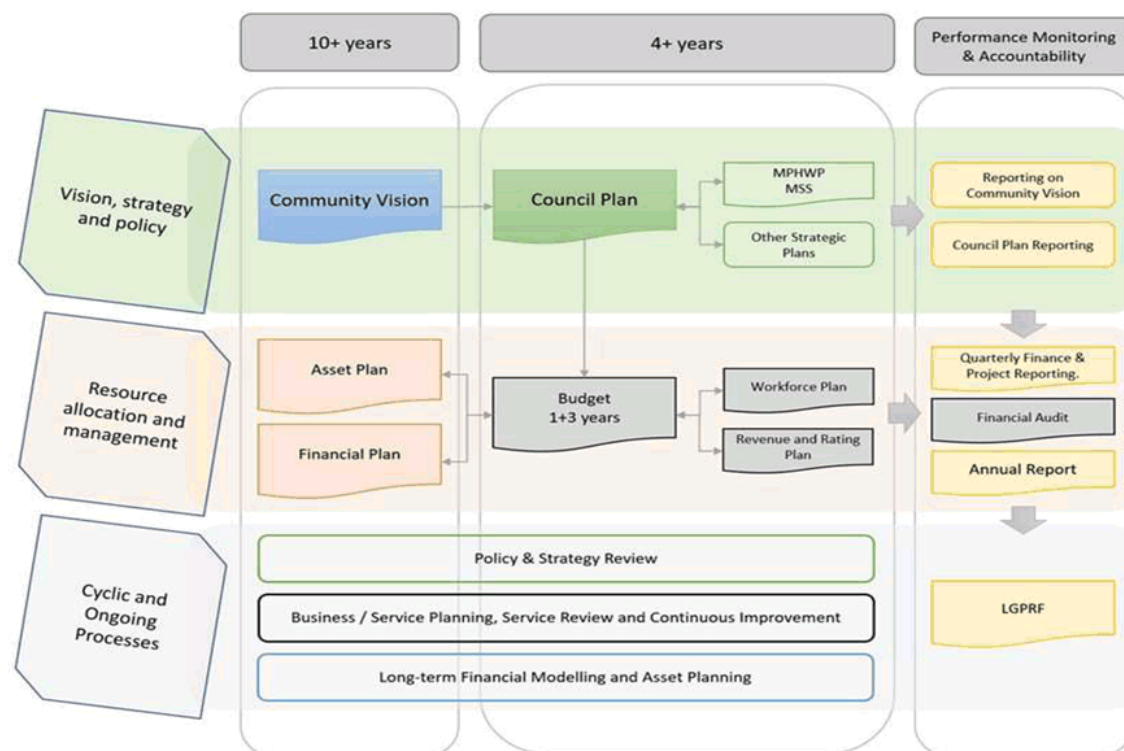 10+ years
4+ years
Performance Monitoring
& Accountability
Vision, strategy
and policy
Community Vision
Council Plan
MPHWP
MSS
Other Strategic
Plans
Reporting on
Community Vision
Council Plan Reporting
Resource
allocation and
management
Asset Plan
Financial Plan
Budget
1+3 years
Workforce Plan
Revenue and Rating
Plan
Quarterly Finance &
Project Reporting.
Financial Audit
Annual Report
Cyclic and
Ongoing
Processes
Policy & Strategy Review
Business / Service Planning, Service Review and Continuous Improvement
Long-term Financial Modelling and Asset Planning
LGPRF